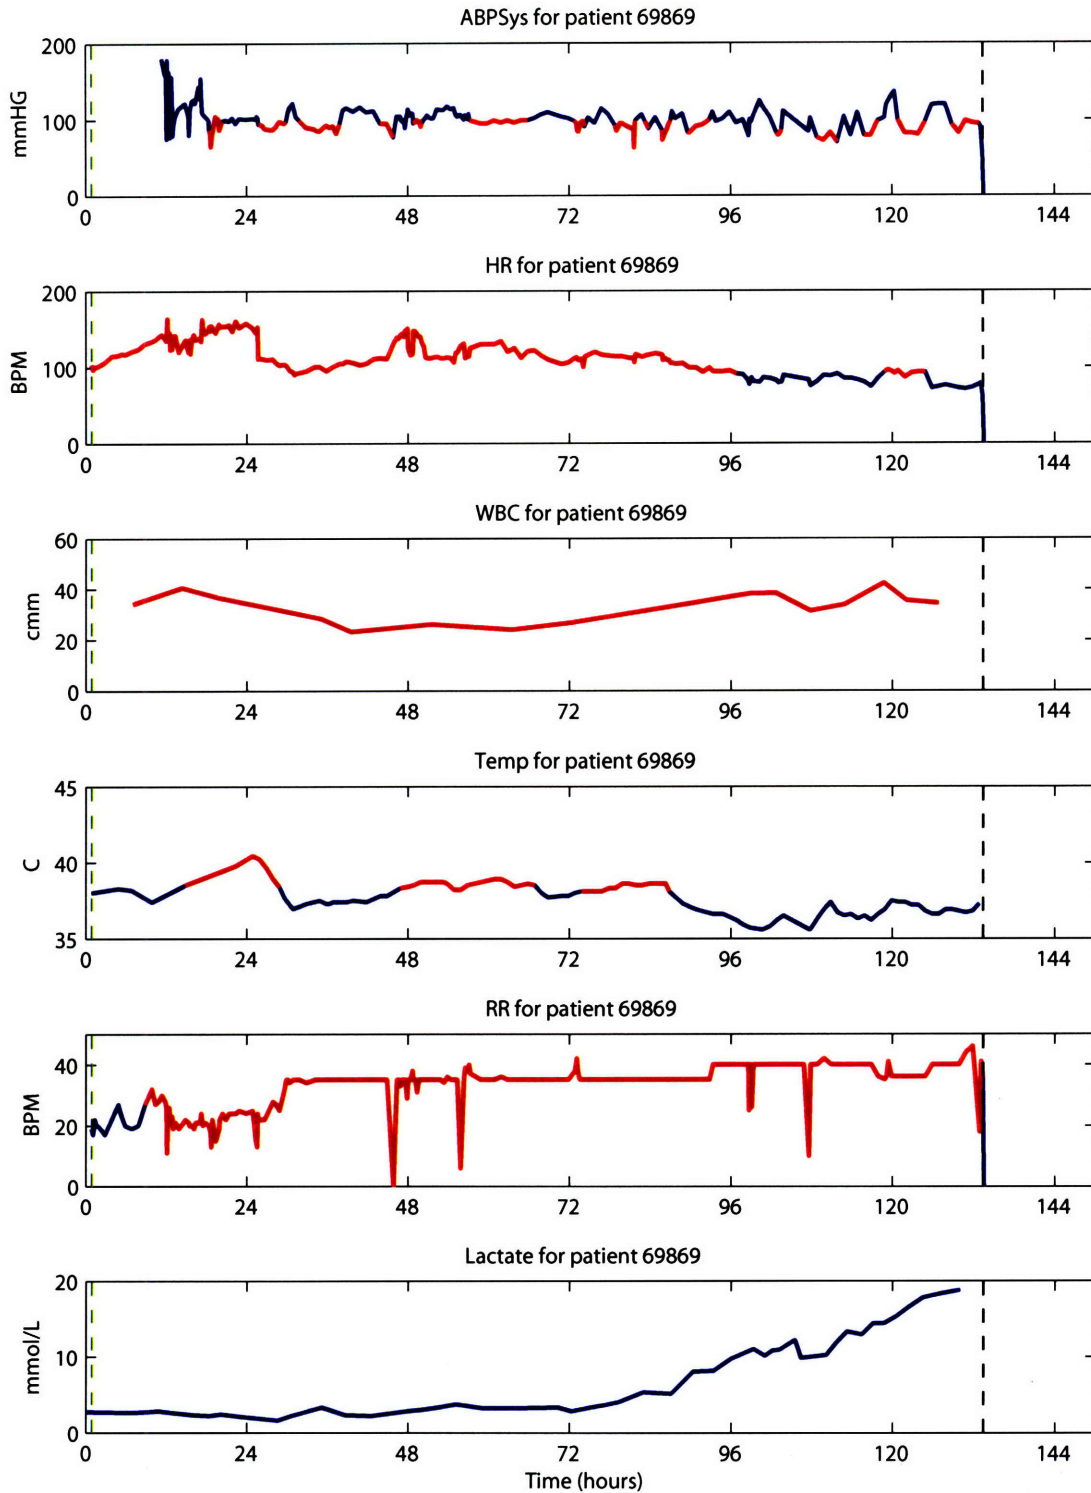 ABPSys for patient 69869
mmHG
200
100
0
0 24 48 72 96 120 144
HR for patient 69869
BPM
200
100
0
0 24 48 72 96 120 144
WBC for patient 69869
cmm
60
40
20
0
0 24 48 72 96 120 144
Temp for patient 69869
C
45
40
35
0 24 48 72 96 120 144
RR for patient 69869
BPM
40
20
0
0 24 48 72 96 120 144
Lactate for patient 69869
mmol/L
20
10
0
0 24 48 72 96 120 144
Time (hours)